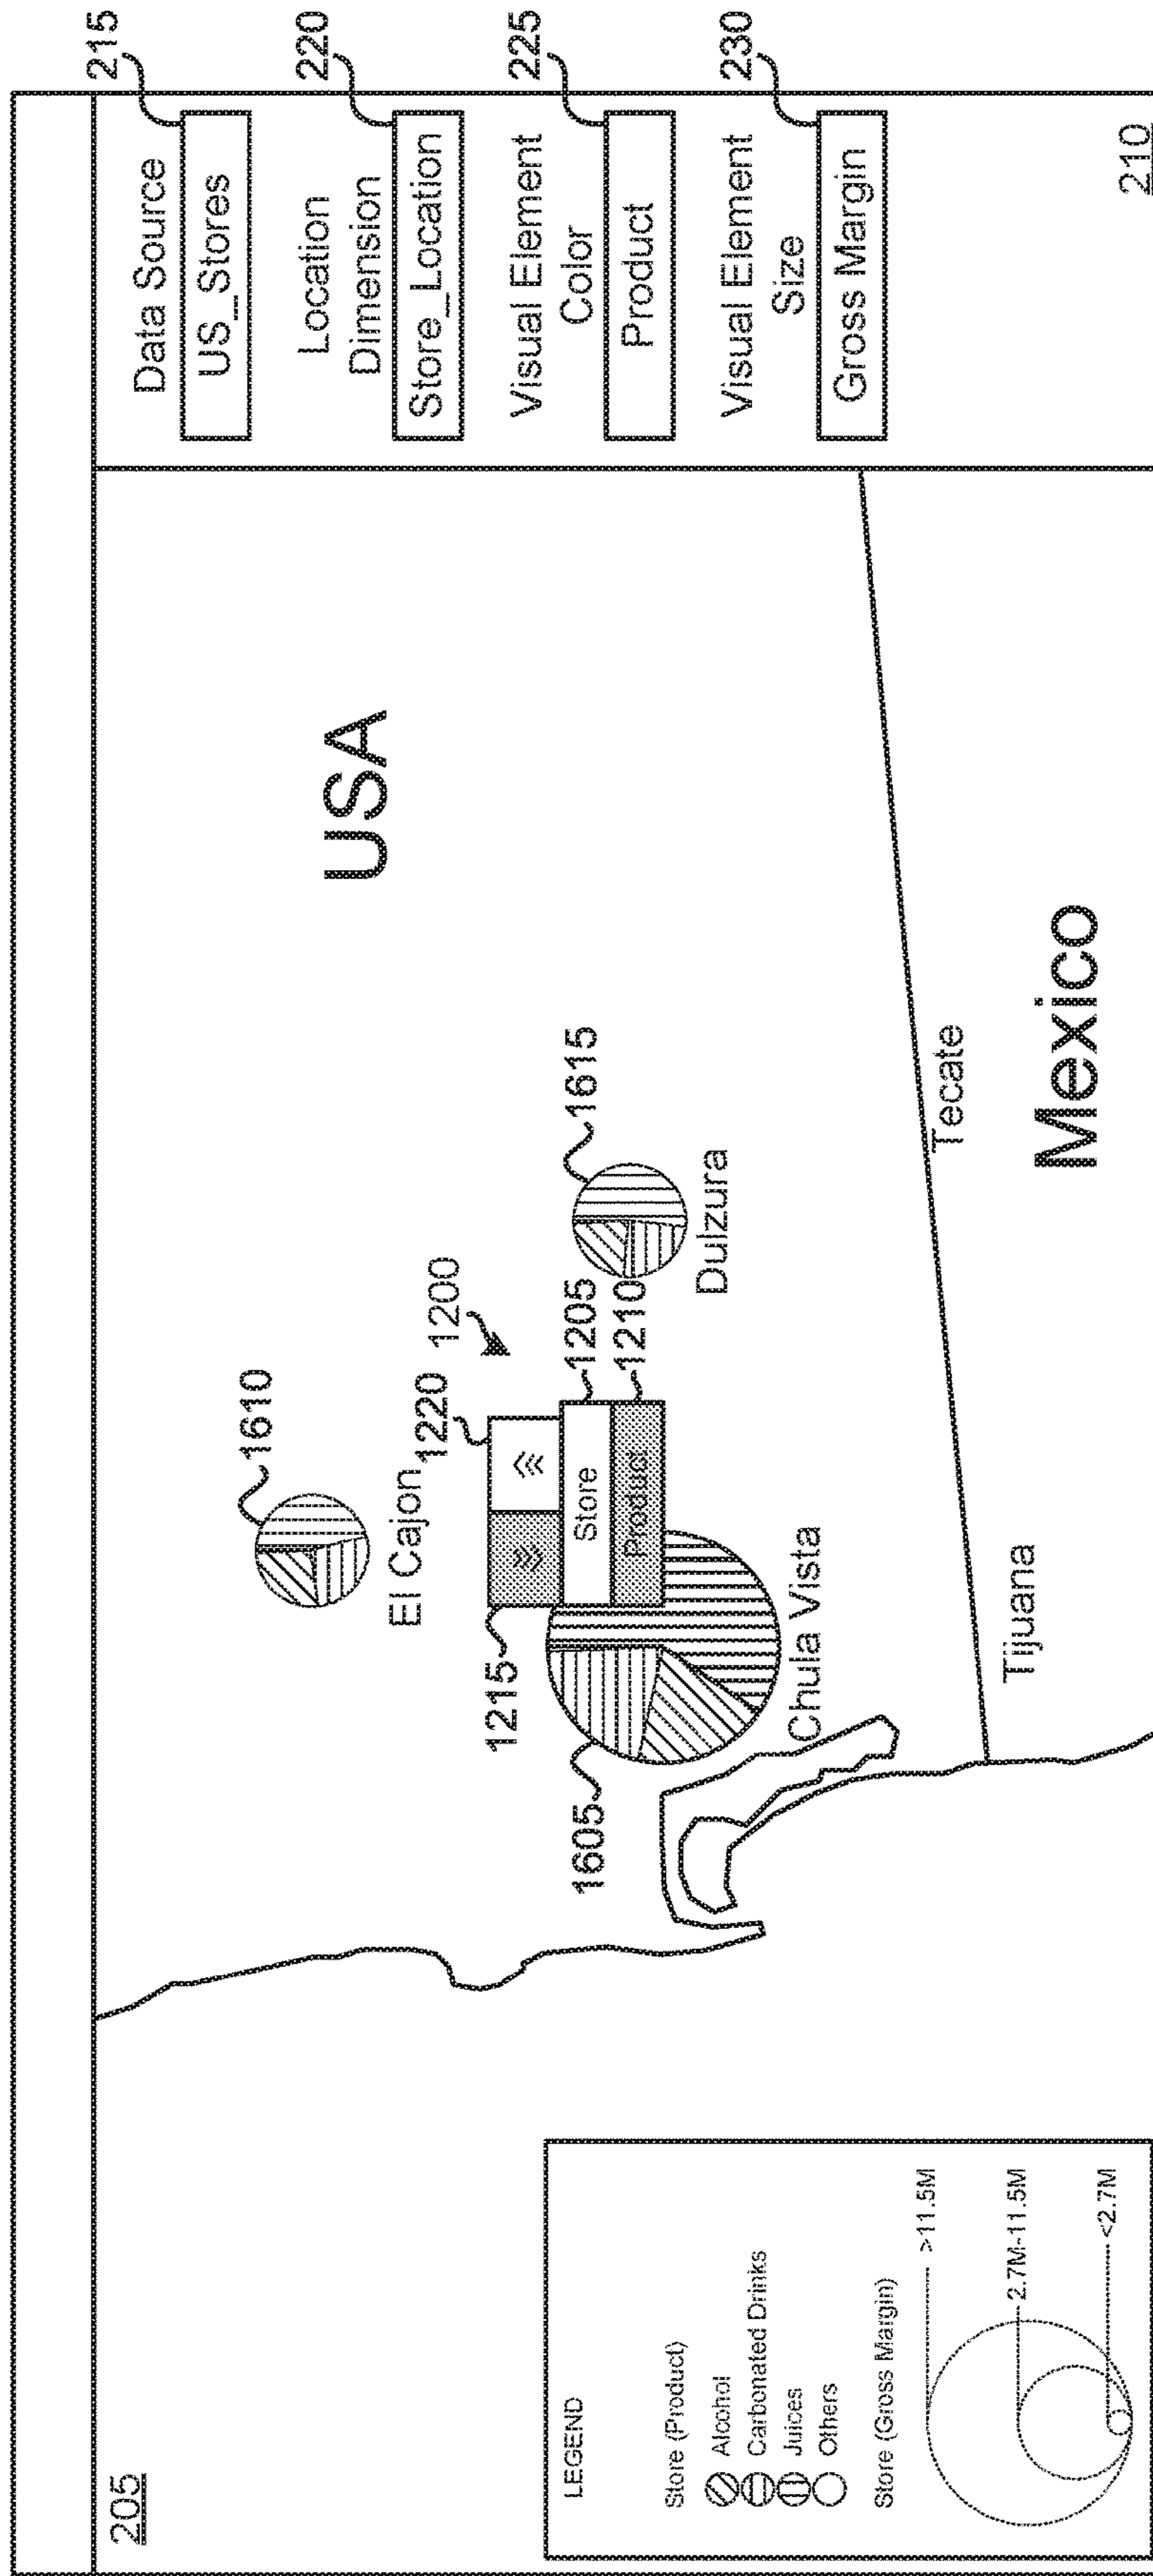 205
USA
1610
El Cajon
1220
1200
1215
Store
1205
Product
1210
1605
1615
Chula Vista
Dulzura
Tecate
Tijuana
Mexico
Data Source
215
US_Stores
Location
220
Dimension
Store_Location
Visual Element
225
Color
Product
Visual Element
230
Size
Gross Margin
210
LEGEND
Store (Product)
Alcohol
Carbonated Drinks
Juices
Others
Store (Gross Margin)
>11.5M
2.7M-11.5M
<2.7M